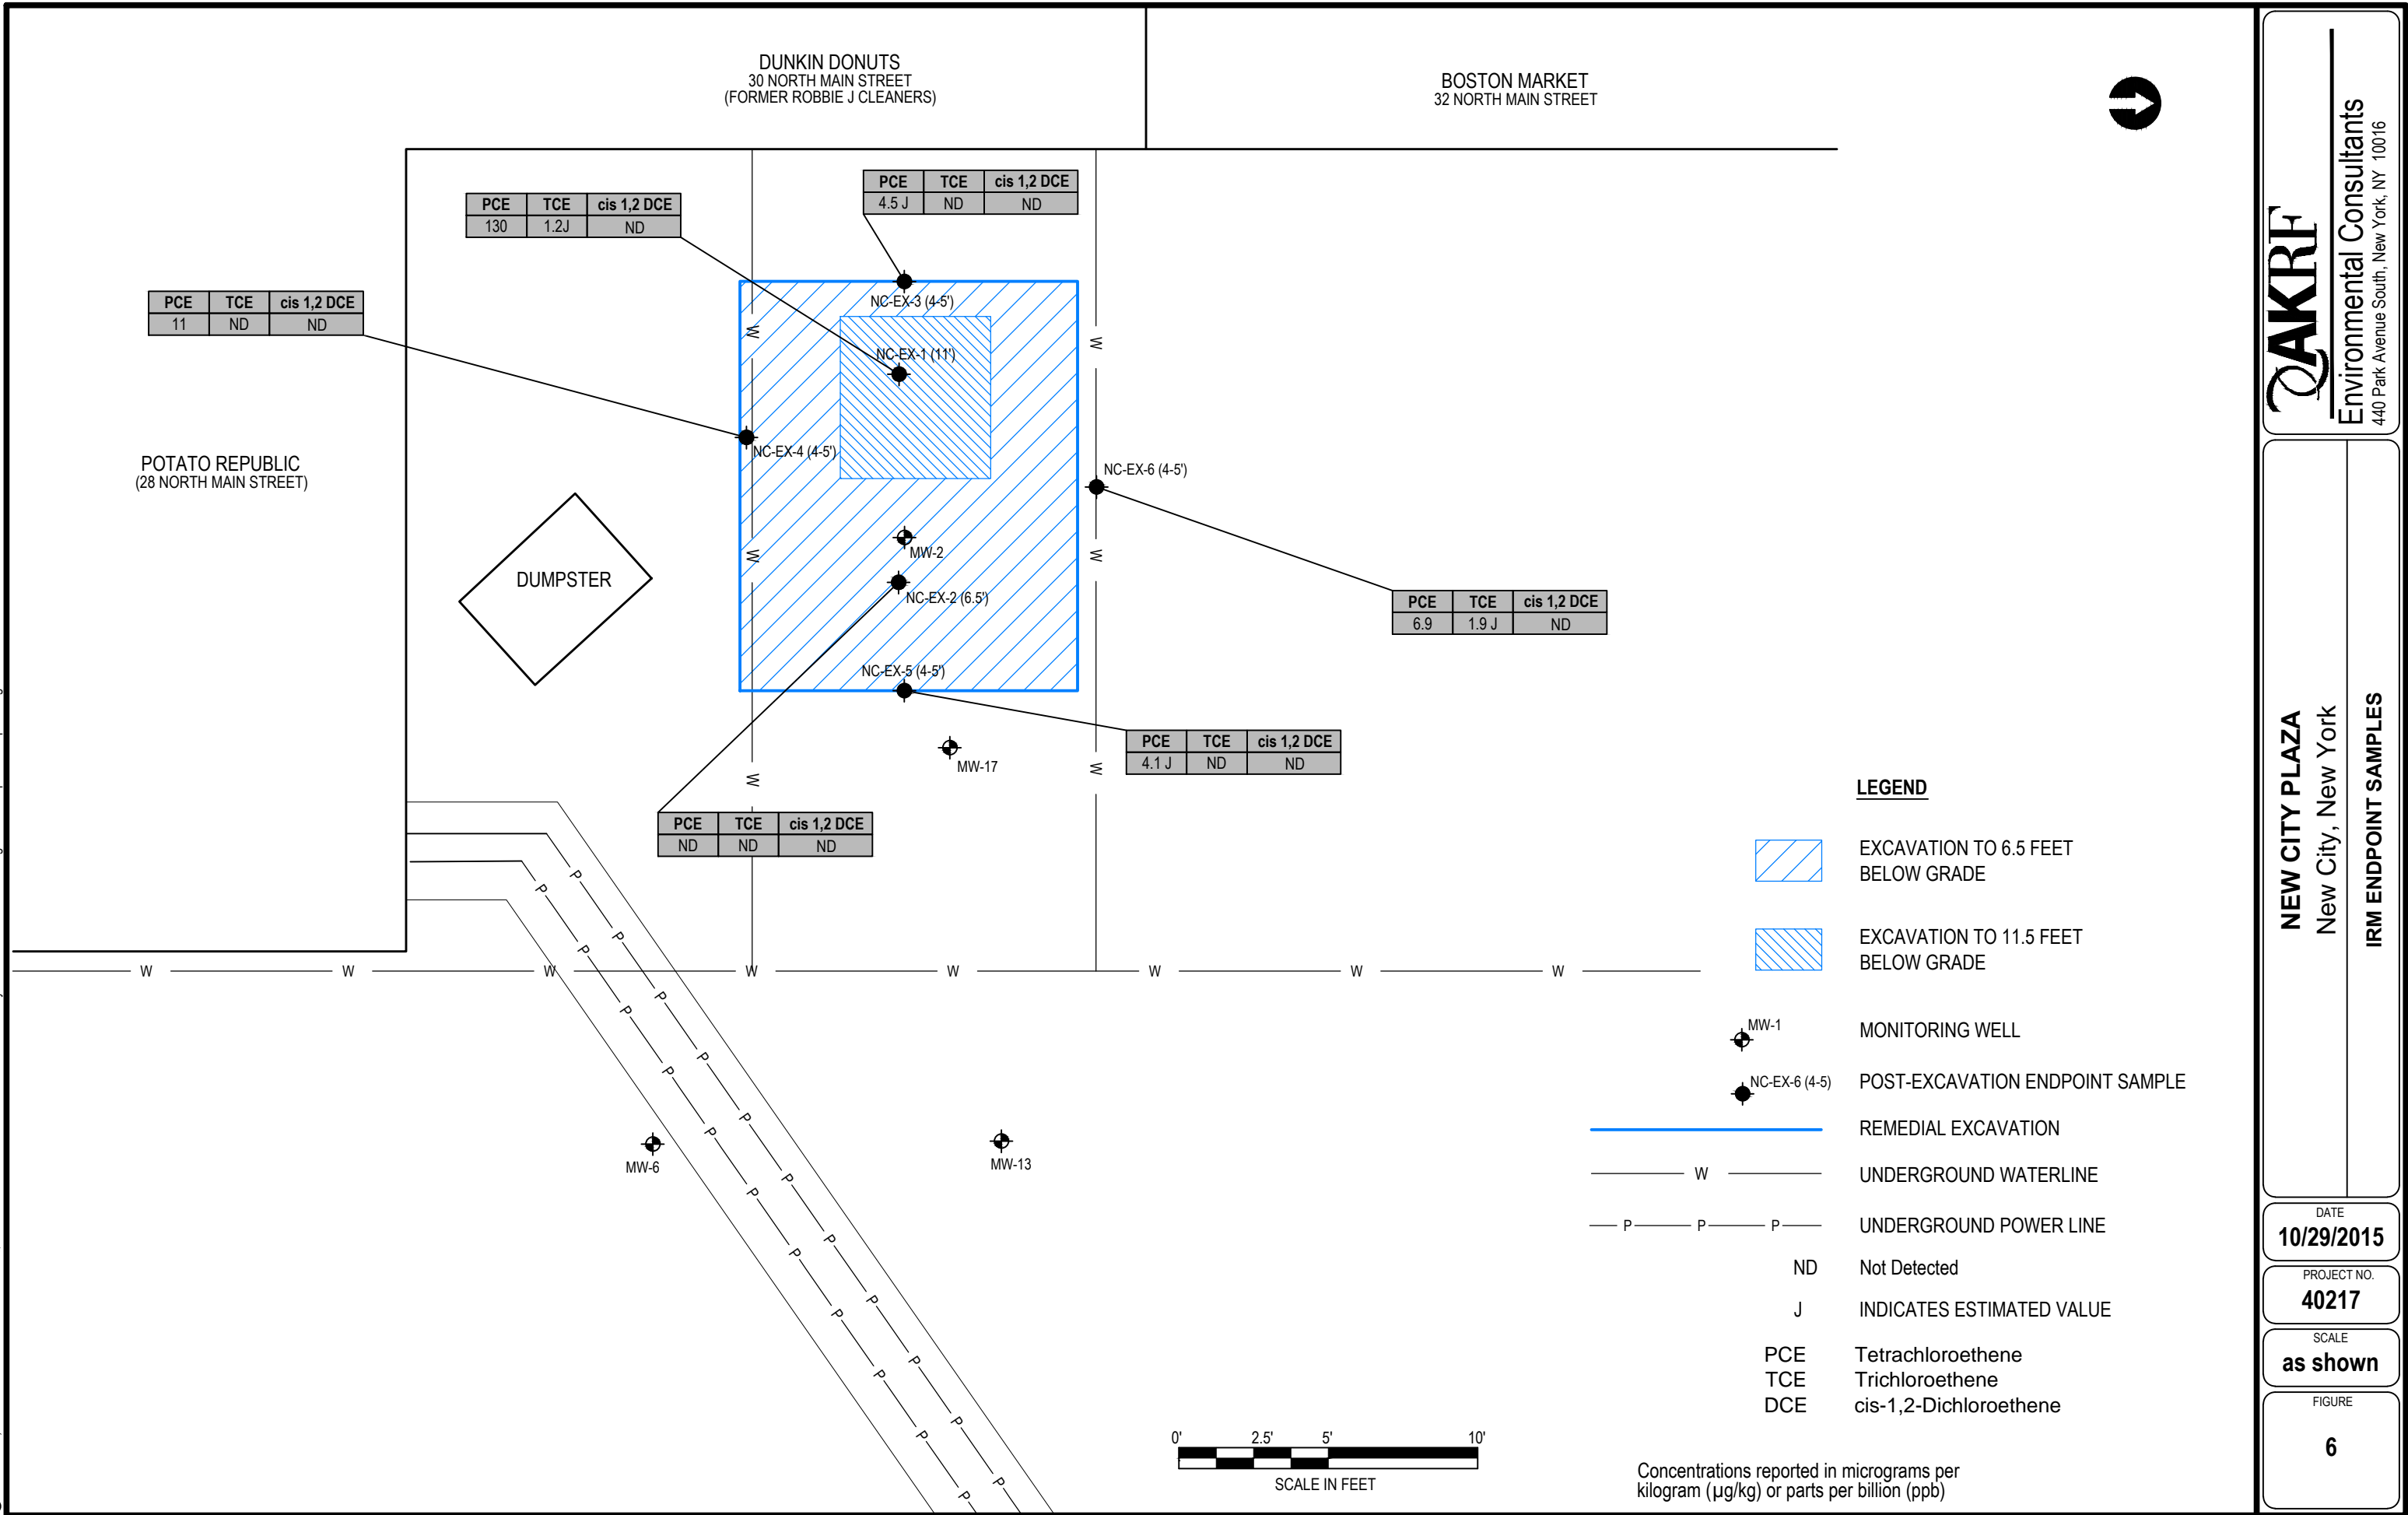 DUNKIN DONUTS
30 NORTH MAIN STREET
(FORMER ROBBIE J CLEANERS)
BOSTON MARKET
32 NORTH MAIN STREET
PCE TCE cis 1,2 DCE
4.5 J ND ND
PCE TCE cis 1,2 DCE
130 1.2J ND
PCE TCE cis 1,2 DCE
11 ND ND
NC-EX-3 (4-5')
NC-EX-1 (11')
NC-EX-4 (4-5')
NC-EX-6 (4-5')
POTATO REPUBLIC
(28 NORTH MAIN STREET)
DUMPSTER
MW-2
NC-EX-2 (6.5')
PCE TCE cis 1,2 DCE
6.9 1.9 J ND
NC-EX-5 (4-5')
PCE TCE cis 1,2 DCE
4.1 J ND ND
MW-17
PCE TCE cis 1,2 DCE
ND ND ND
W W W W W W
W W W W W W W W
P P P P P P P P P P P P P
P P P P P P P P P P P P
MW-6
MW-13
LEGEND
EXCAVATION TO 6.5 FEET
BELOW GRADE
EXCAVATION TO 11.5 FEET
BELOW GRADE
MW-1 MONITORING WELL
NC-EX-6 (4-5) POST-EXCAVATION ENDPOINT SAMPLE
REMEDIAL EXCAVATION
W UNDERGROUND WATERLINE
P P P UNDERGROUND POWER LINE
ND Not Detected
J INDICATES ESTIMATED VALUE
PCE Tetrachloroethene
TCE Trichloroethene
DCE cis-1,2-Dichloroethene
0' 2.5' 5' 10'
SCALE IN FEET
Concentrations reported in micrograms per
kilogram (µg/kg) or parts per billion (ppb)
AKRF
Environmental Consultants
440 Park Avenue South, New York, NY 10016
NEW CITY PLAZA
New City, New York
IRM ENDPOINT SAMPLES
DATE
10/29/2015
PROJECT NO.
40217
SCALE
as shown
FIGURE
6